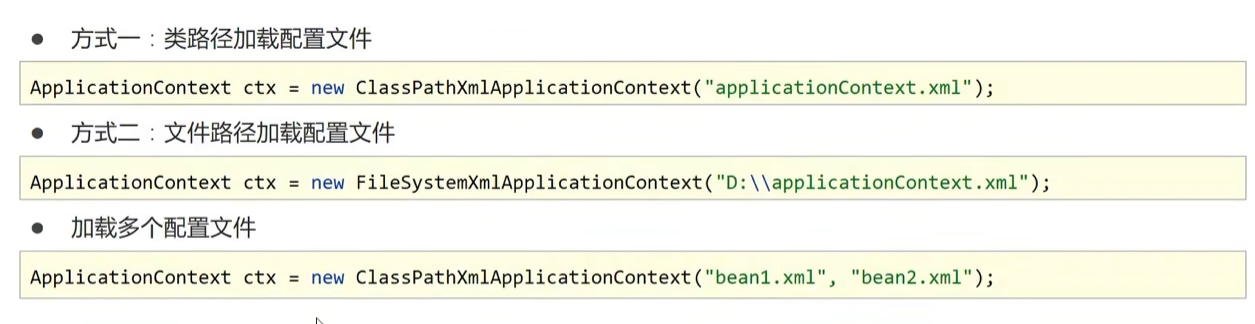 ● 方式一：类路径加载配置文件
ApplicationContext ctx = new ClassPathXmlApplicationContext("applicationContext.xml");
● 方式二：文件路径加载配置文件
ApplicationContext ctx = new FileSystemXmlApplicationContext("D:\\applicationContext.xml");
● 加载多个配置文件
ApplicationContext ctx = new ClassPathXmlApplicationContext("bean1.xml", "bean2.xml");